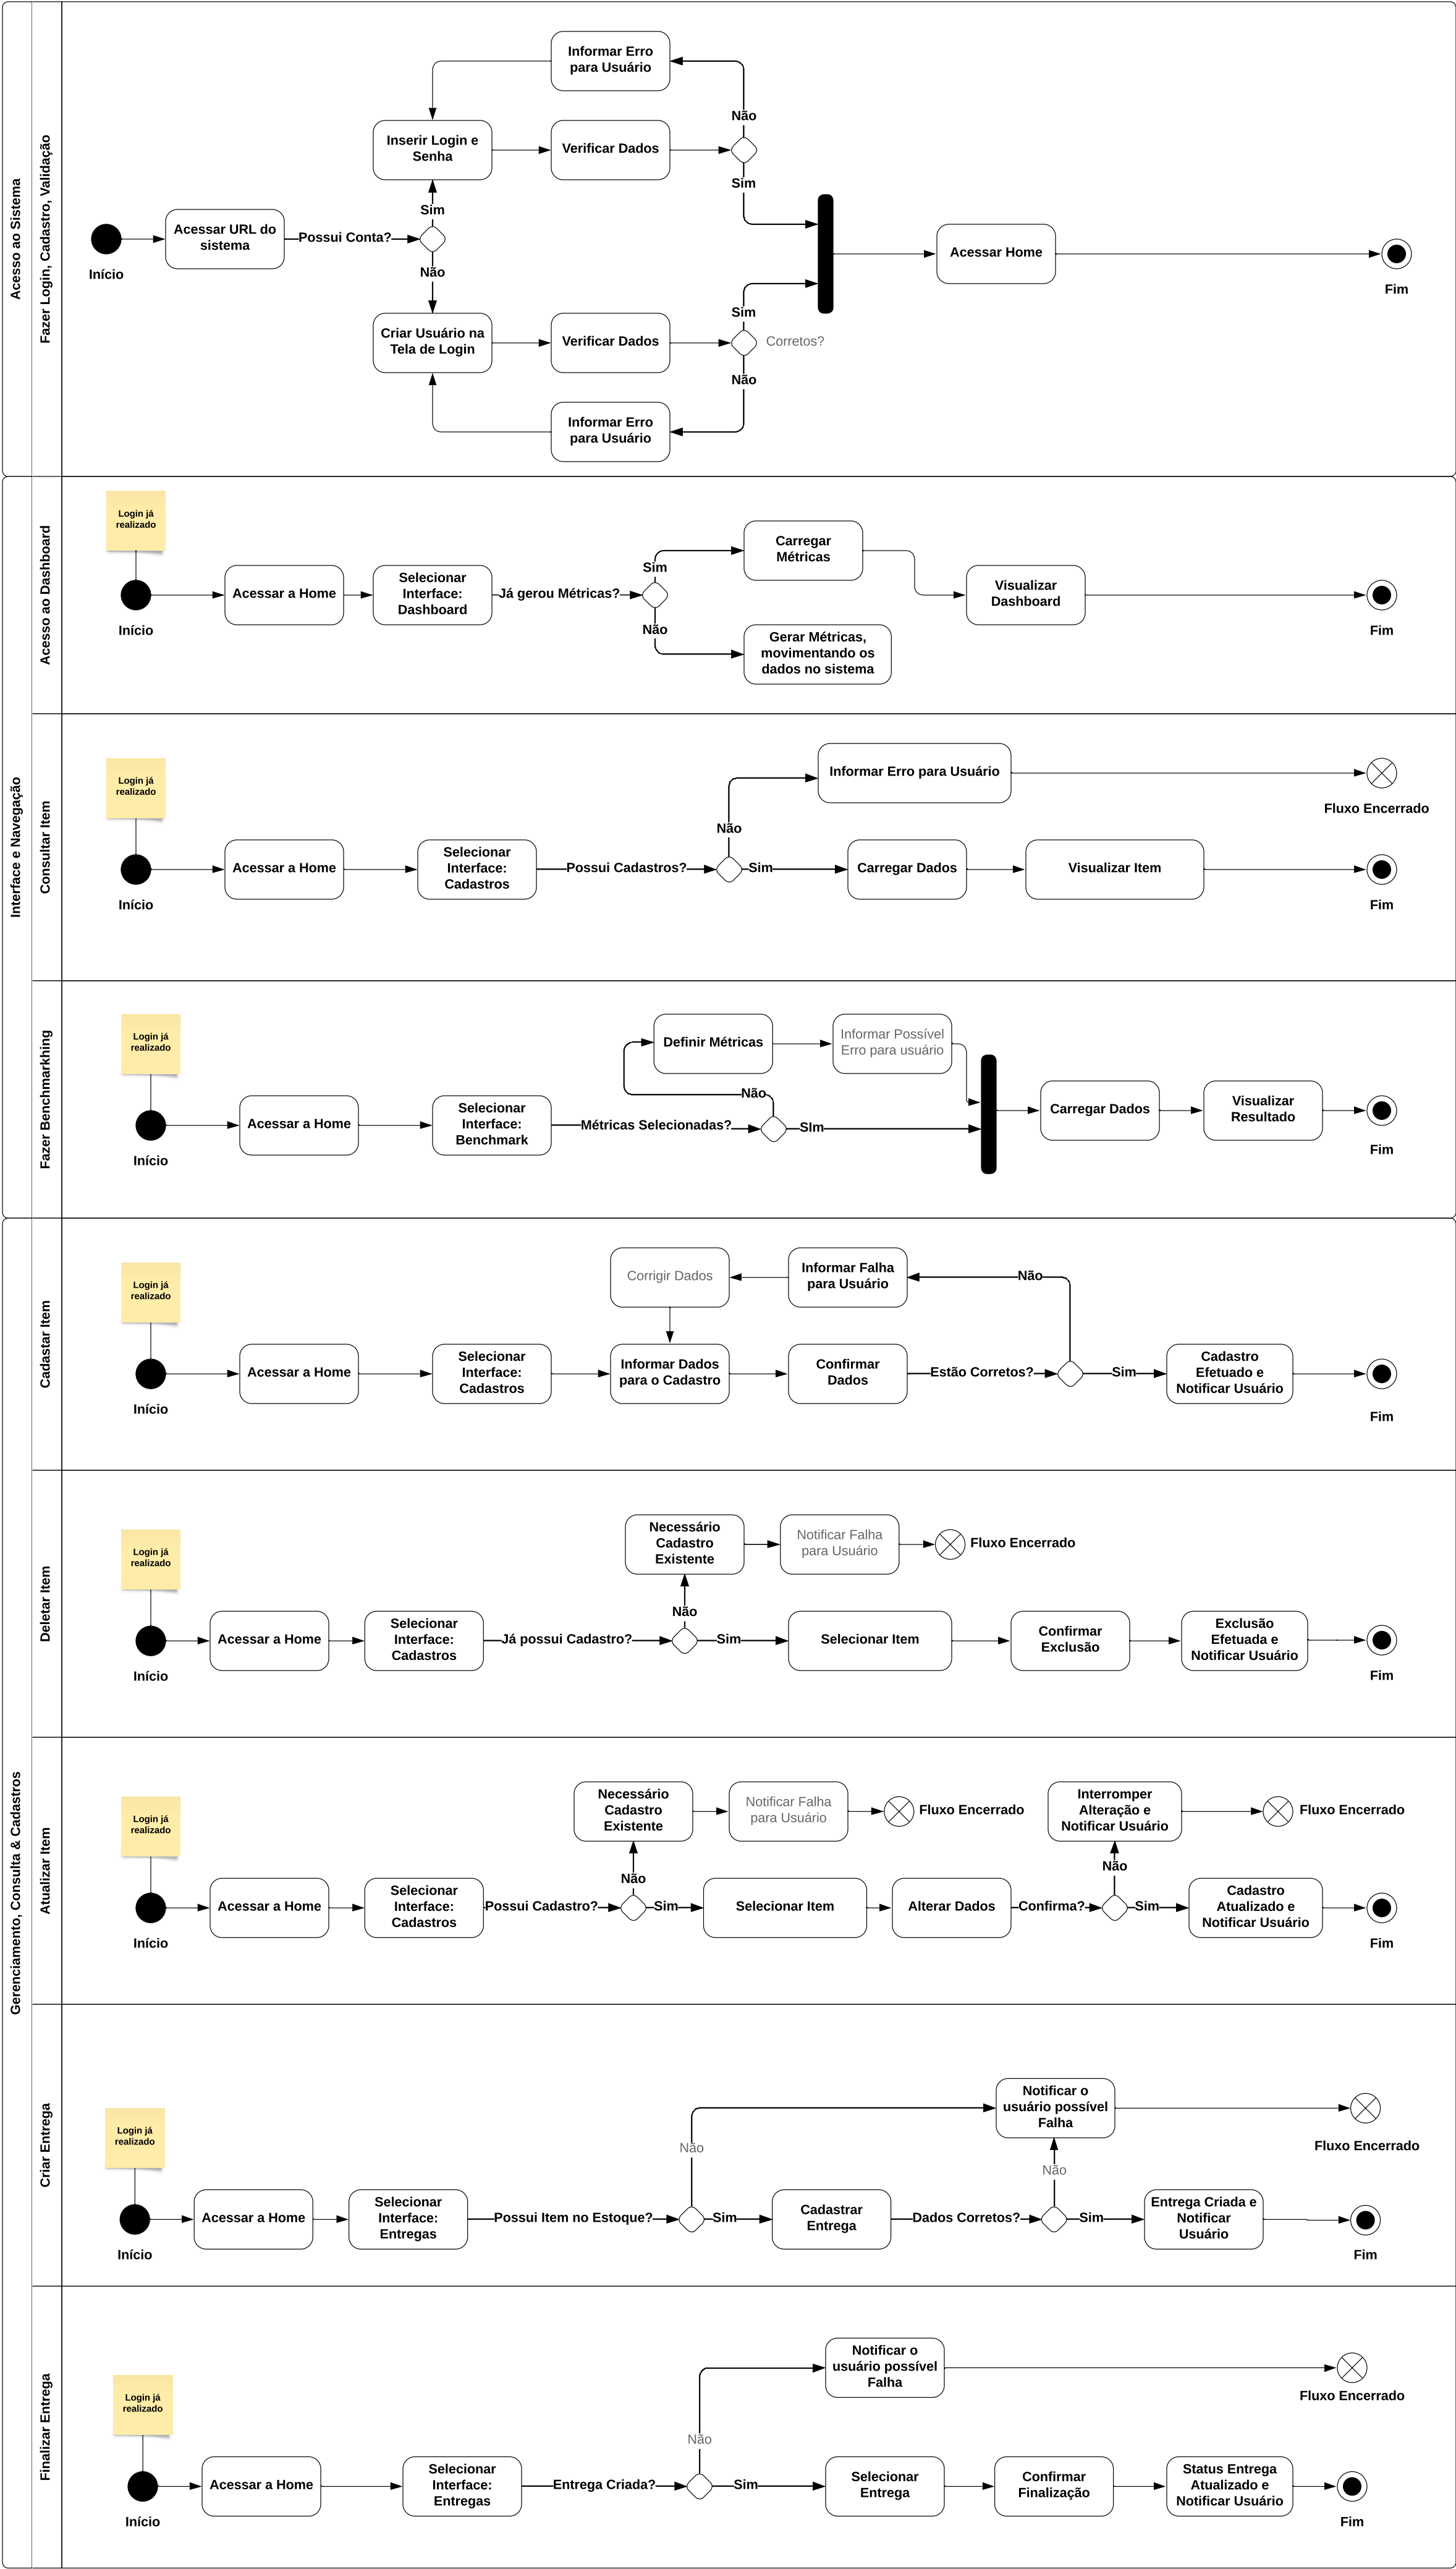 Acesso ao Sistema
Fazer Login, Cadastro, Validação
Informar Erro
para Usuário
Não
Inserir Login e
Senha
Verificar Dados
Sim
Sim
Acessar URL do
sistema
Possui Conta?
Início
Não
Acessar Home
Fim
Sim
Criar Usuário na
Tela de Login
Verificar Dados
Corretos?
Não
Informar Erro
para Usuário
Interface e Navegação
Acesso ao Dashboard
Login já
realizado
Carregar
Métricas
Sim
Acessar a Home
Selecionar
Interface:
Dashboard
Já gerou Métricas?
Visualizar
Dashboard
Início
Não
Fim
Gerar Métricas,
movimentando os
dados no sistema
Consultar Item
Login já
realizado
Informar Erro para Usuário
Fluxo Encerrado
Não
Acessar a Home
Selecionar
Interface:
Cadastros
Possui Cadastros?
Sim
Carregar Dados
Visualizar Item
Início
Fim
Fazer Benchmarkhing
Login já
realizado
Definir Métricas
Informar Possível
Erro para usuário
Não
Acessar a Home
Selecionar
Interface:
Benchmark
Métricas Selecionadas?
SIm
Carregar Dados
Visualizar
Resultado
Início
Fim
Gerenciamento, Consulta & Cadastros
Cadastar Item
Login já
realizado
Corrigir Dados
Informar Falha
para Usuário
Não
Acessar a Home
Selecionar
Interface:
Cadastros
Informar Dados
para o Cadastro
Confirmar
Dados
Estão Corretos?
Sim
Cadastro
Efetuado e
Notificar Usuário
Início
Fim
Deletar Item
Login já
realizado
Necessário
Cadastro
Existente
Notificar Falha
para Usuário
Fluxo Encerrado
Não
Acessar a Home
Selecionar
Interface:
Cadastros
Já possui Cadastro?
Sim
Selecionar Item
Confirmar
Exclusão
Exclusão
Efetuada e
Notificar Usuário
Início
Fim
Atualizar Item
Login já
realizado
Necessário
Cadastro
Existente
Notificar Falha
para Usuário
Fluxo Encerrado
Interromper
Alteração e
Notificar Usuário
Fluxo Encerrado
Não
Não
Acessar a Home
Selecionar
Interface:
Cadastros
Possui Cadastro?
Sim
Selecionar Item
Alterar Dados
Confirma?
Sim
Cadastro
Atualizado e
Notificar Usuário
Início
Fim
Criar Entrega
Login já
realizado
Notificar o
usuário possível
Falha
Fluxo Encerrado
Não
Não
Acessar a Home
Selecionar
Interface:
Entregas
Possui Item no Estoque?
Sim
Cadastrar
Entrega
Dados Corretos?
Sim
Entrega Criada e
Notificar
Usuário
Início
Fim
Finalizar Entrega
Login já
realizado
Notificar o
usuário possível
Falha
Fluxo Encerrado
Não
Acessar a Home
Selecionar
Interface:
Entregas
Entrega Criada?
Sim
Selecionar
Entrega
Confirmar
Finalização
Status Entrega
Atualizado e
Notificar Usuário
Início
Fim